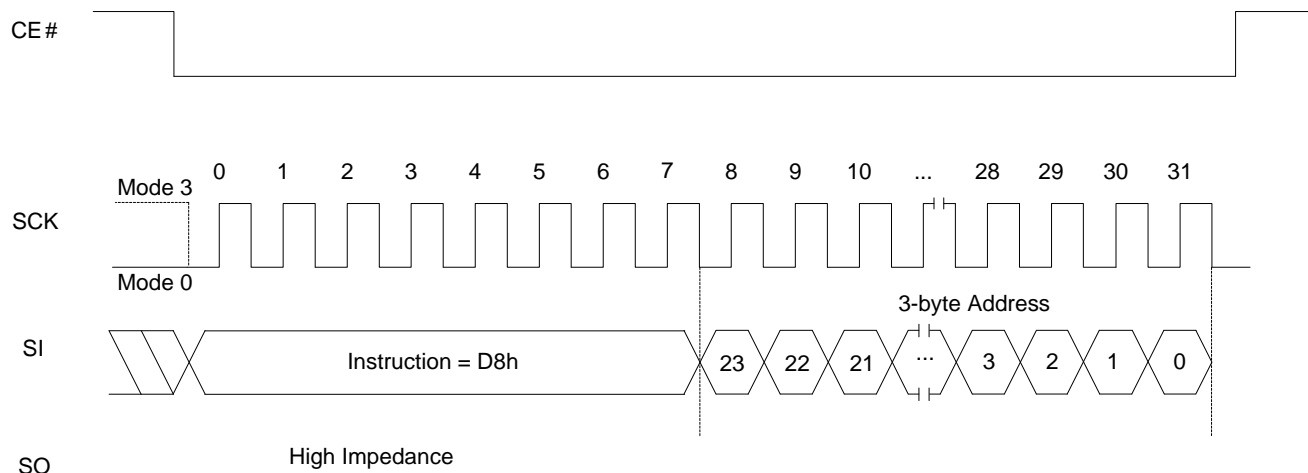 CE#
0 1 2 3 4 5 6 7 8 9 10 ... 28 29 30 31
Mode 3
SCK
Mode 0
3-byte Address
SI
Instruction = D8h 23 22 21 ... 3 2 1 0
High Impedance
SO